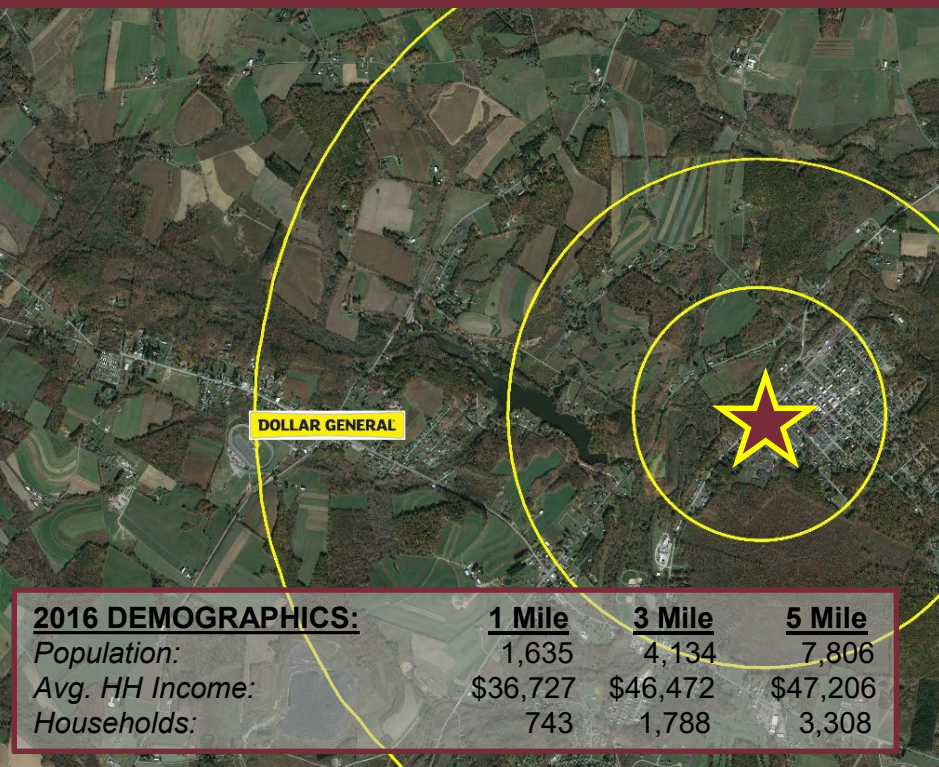 DOLLAR GENERAL
2016 DEMOGRAPHICS: 1 Mile 3 Mile 5 Mile
Population: 1,635 4,134 7,806
Avg. HH Income: $36,727 $46,472 $47,206
Households: 743 1,788 3,308